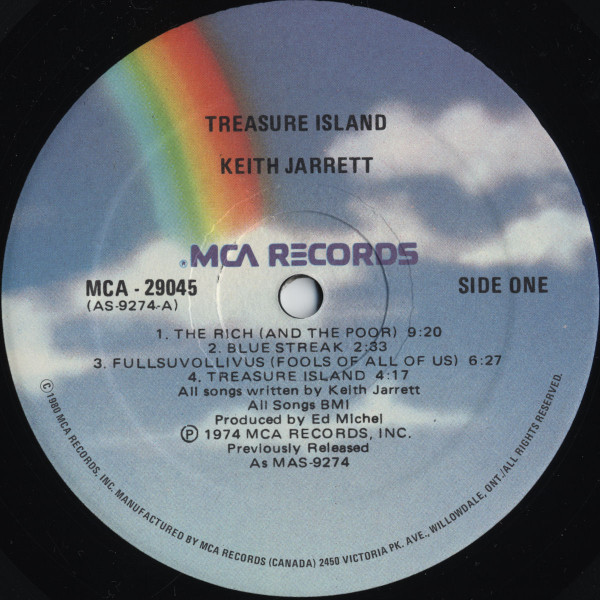 TREASURE ISLAND
KEITH JARRETT
® MCA RECORDS
MCA - 29045
(AS-9274-A)
SIDE ONE
1. THE RICH (AND THE POOR) 9:20
2. BLUE STREAK 2:33
3. FULLSUVOLLIVUS (FOOLS OF ALL OF US) 6:27
4. TREASURE ISLAND 4:17
All songs written by Keith Jarrett
All Songs BMI
Produced by Ed Michel
℗ 1974 MCA RECORDS, INC.
Previously Released
As MAS-9274
©1980 MCA RECORDS, INC. MANUFACTURED BY MCA RECORDS (CANADA) 2450 VICTORIA PK. AVE., WILLOWDALE, ONT./ALL RIGHTS RESERVED.